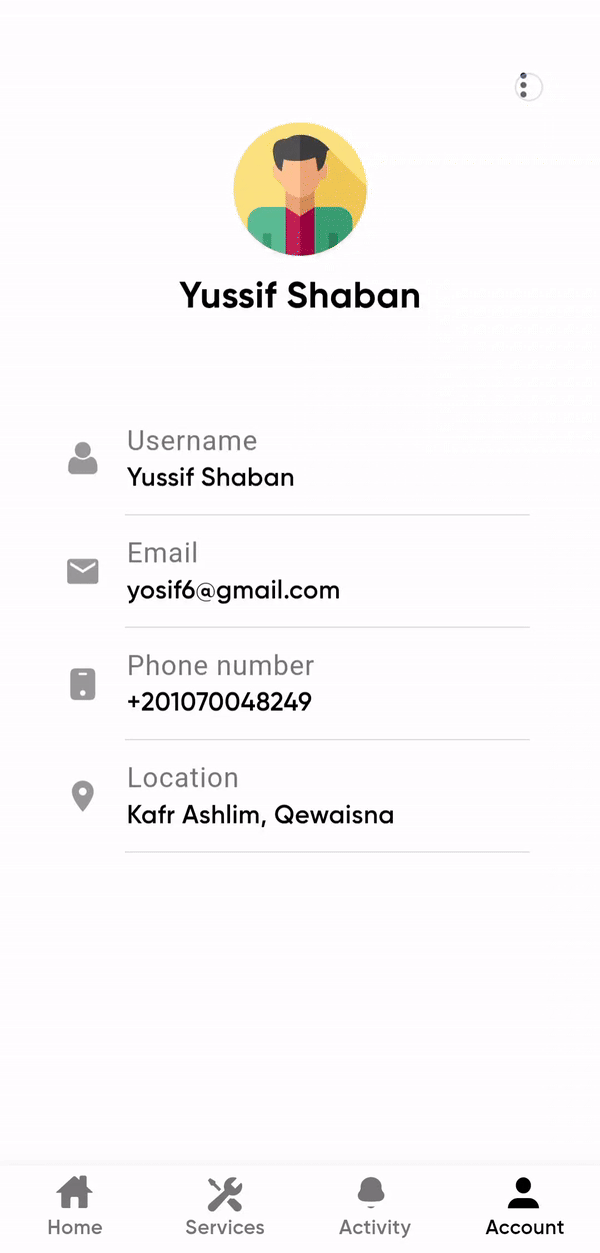 Yussif Shaban
Username
Yussif Shaban
Email
yosif6@gmail.com
Phone number
+201070048249
Location
Kafr Ashlim, Qewaisna
Home
Services
Activity
Account